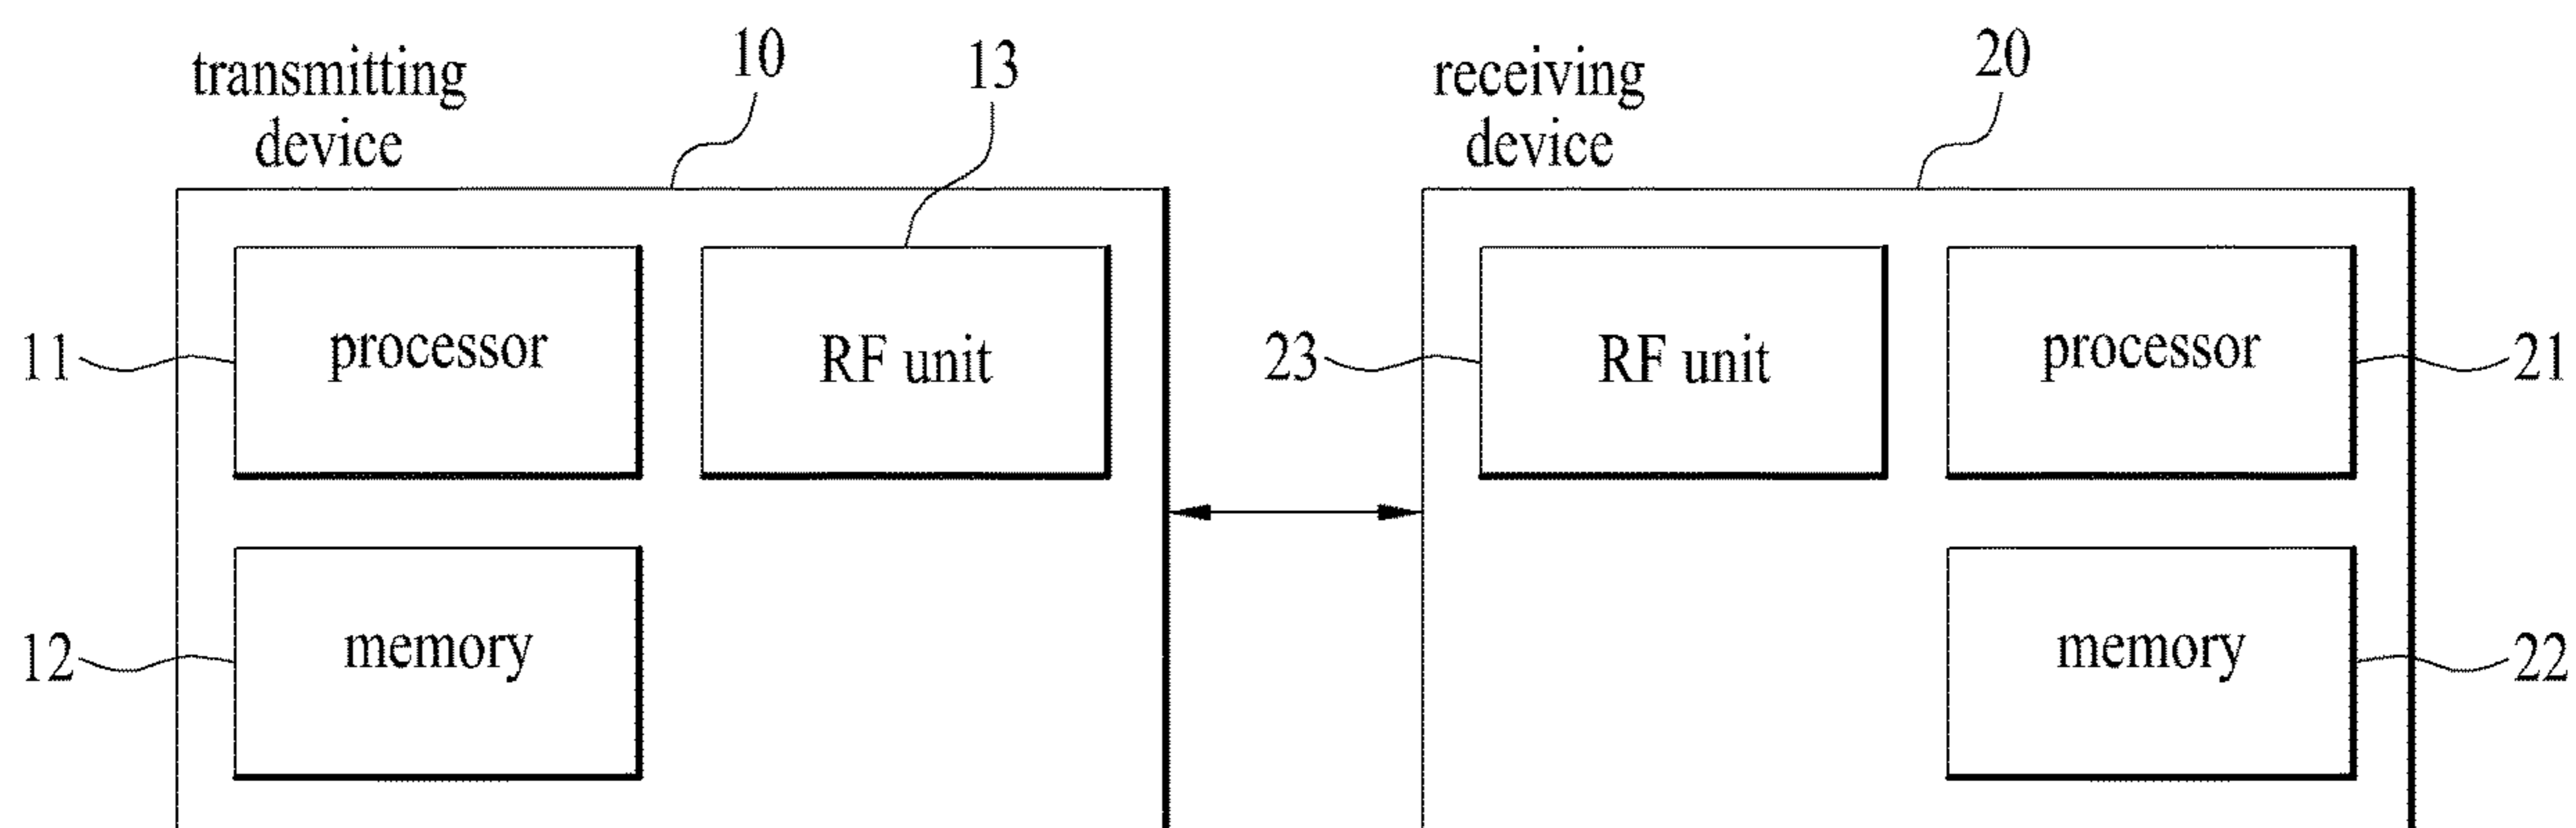 transmitting
device
10
13
receiving
device
20
11
processor
RF unit
23
RF unit
processor
21
12
memory
memory
22